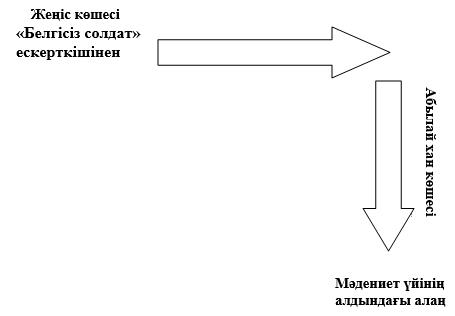 Жеңіс көшесі
«Белгісіз солдат»
ескерткішінен
Абылай хан көшесі
Мәдениет үйінің
алдындағы алаң